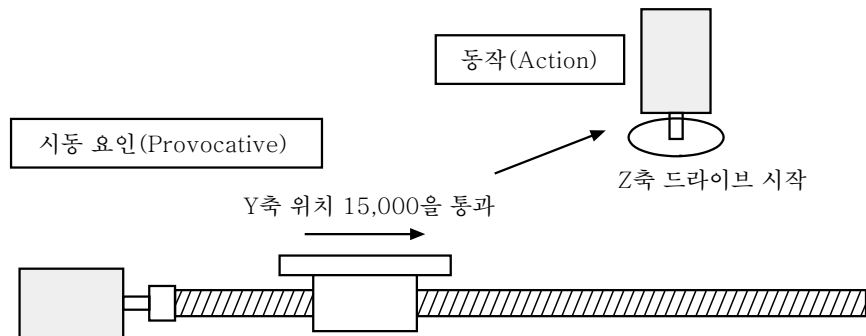 동작(Action)
시동 요인(Provocative)
Z축 드라이브 시작
Y축 위치 15,000을 통과